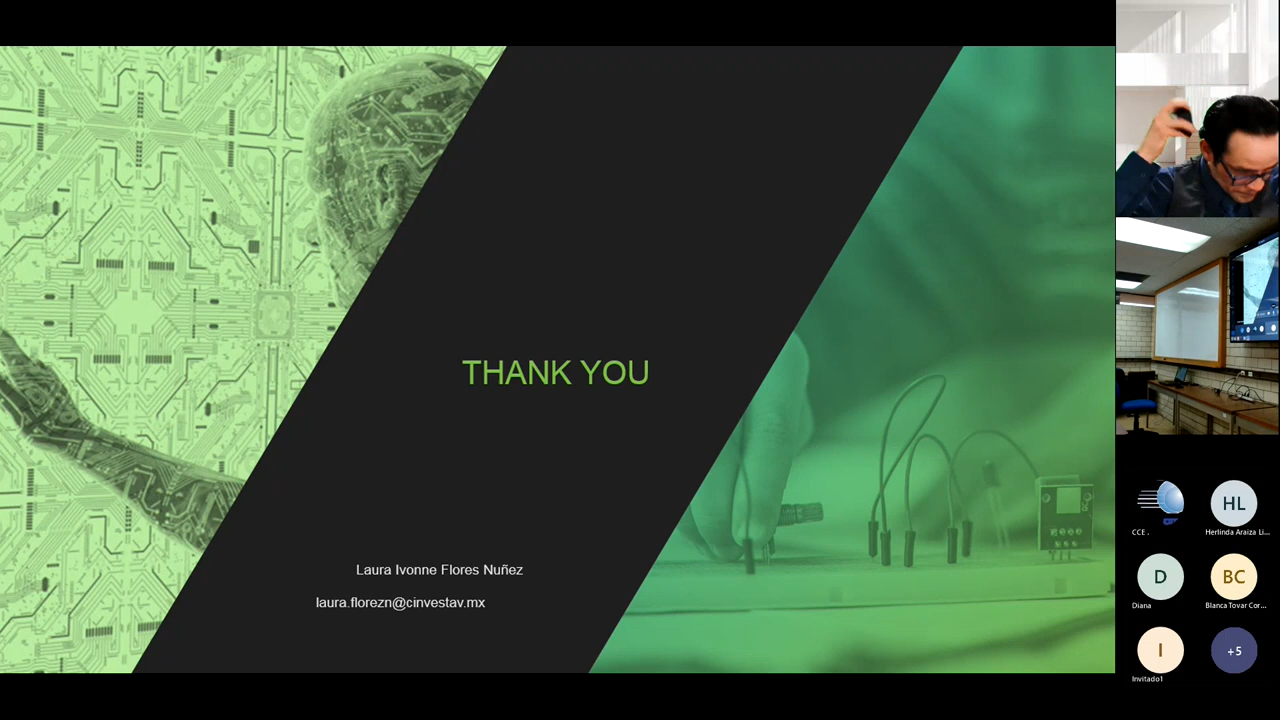 THANK YOU
Laura Ivonne Flores Nuñez
laura.florezn@cinvestav.mx
CCE .
HL
Herlinda Araiza Li...
D
Diana
BC
Blanca Tovar Cor...
I
Invitado1
+5